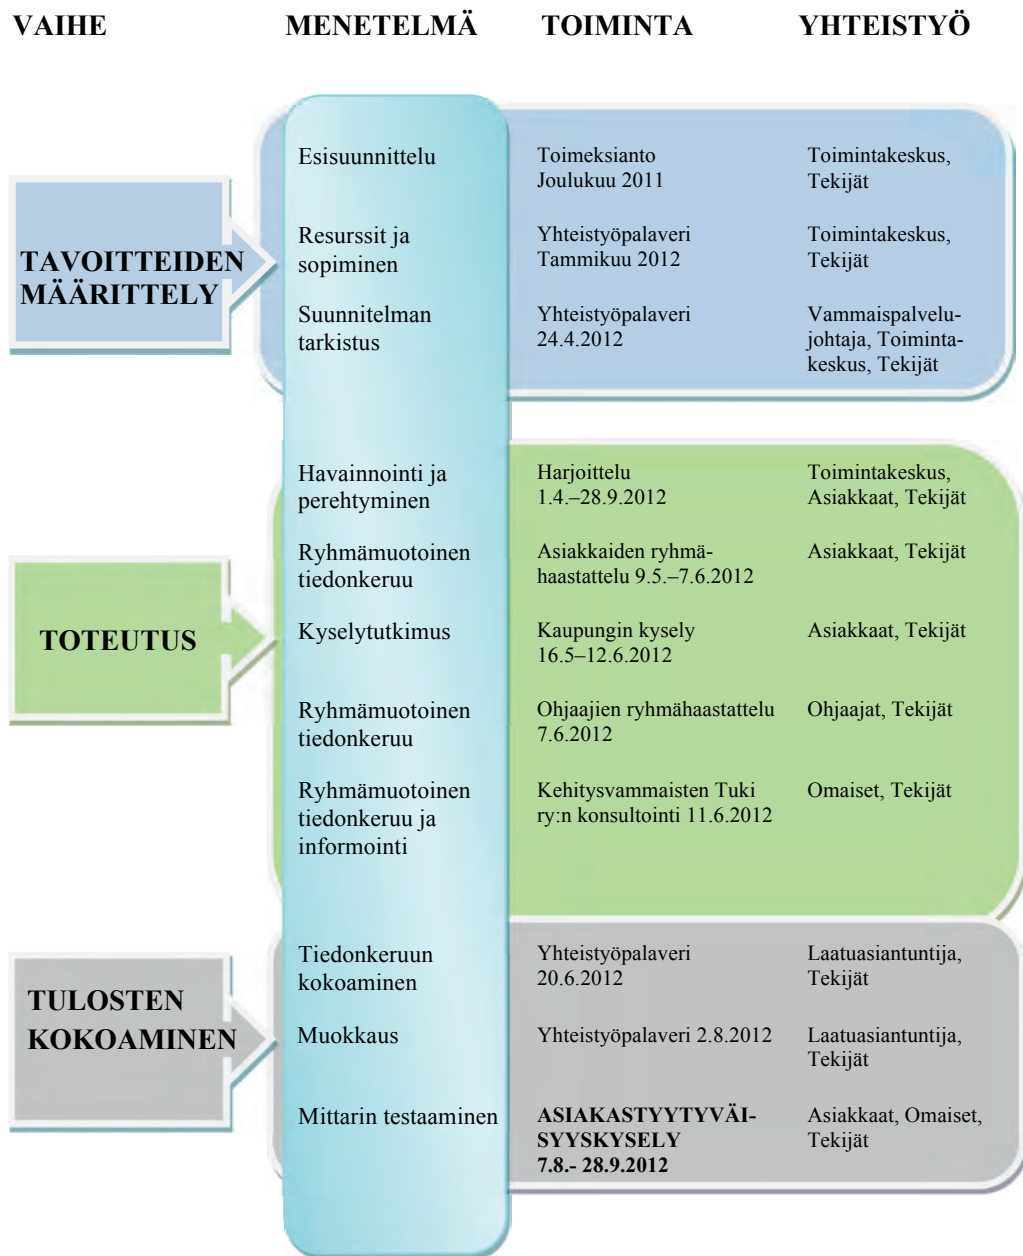 VAIHE MENETELMÄ TOIMINTA YHTEISTYÖ
TAVOITTEIDEN
MÄÄRITTELY
Esisuunnittelu
Toimeksianto
Joulukuu 2011
Toimintakeskus,
Tekijät
Resurssit ja
sopiminen
Yhteistyöpalaveri
Tammikuu 2012
Toimintakeskus,
Tekijät
Suunnitelman
tarkistus
Yhteistyöpalaveri
24.4.2012
Vammaispalvelu-
johtaja, Toiminta-
keskus, Tekijät
TOTEUTUS
Havainnointi ja
perehtyminen
Harjoittelu
1.4.–28.9.2012
Toimintakeskus,
Asiakkaat, Tekijät
Ryhmämuotoinen
tiedonkeruu
Asiakkaiden ryhmä-
haastattelu 9.5.–7.6.2012
Asiakkaat, Tekijät
Kyselytutkimus
Kaupungin kysely
16.5–12.6.2012
Asiakkaat, Tekijät
Ryhmämuotoinen
tiedonkeruu
Ohjaajien ryhmähaastattelu
7.6.2012
Ohjaajat, Tekijät
Ryhmämuotoinen
tiedonkeruu ja
informointi
Kehitysvammaisten Tuki
ry:n konsultointi 11.6.2012
Omaiset, Tekijät
TULOSTEN
KOKOAMINEN
Tiedonkeruun
kokoaminen
Yhteistyöpalaveri
20.6.2012
Laatuasiantuntija,
Tekijät
Muokkaus
Yhteistyöpalaveri 2.8.2012
Laatuasiantuntija,
Tekijät
Mittarin testaaminen
ASIAKASTYYTYVÄI-
SYYSKYSELY
7.8.- 28.9.2012
Asiakkaat, Omaiset,
Tekijät